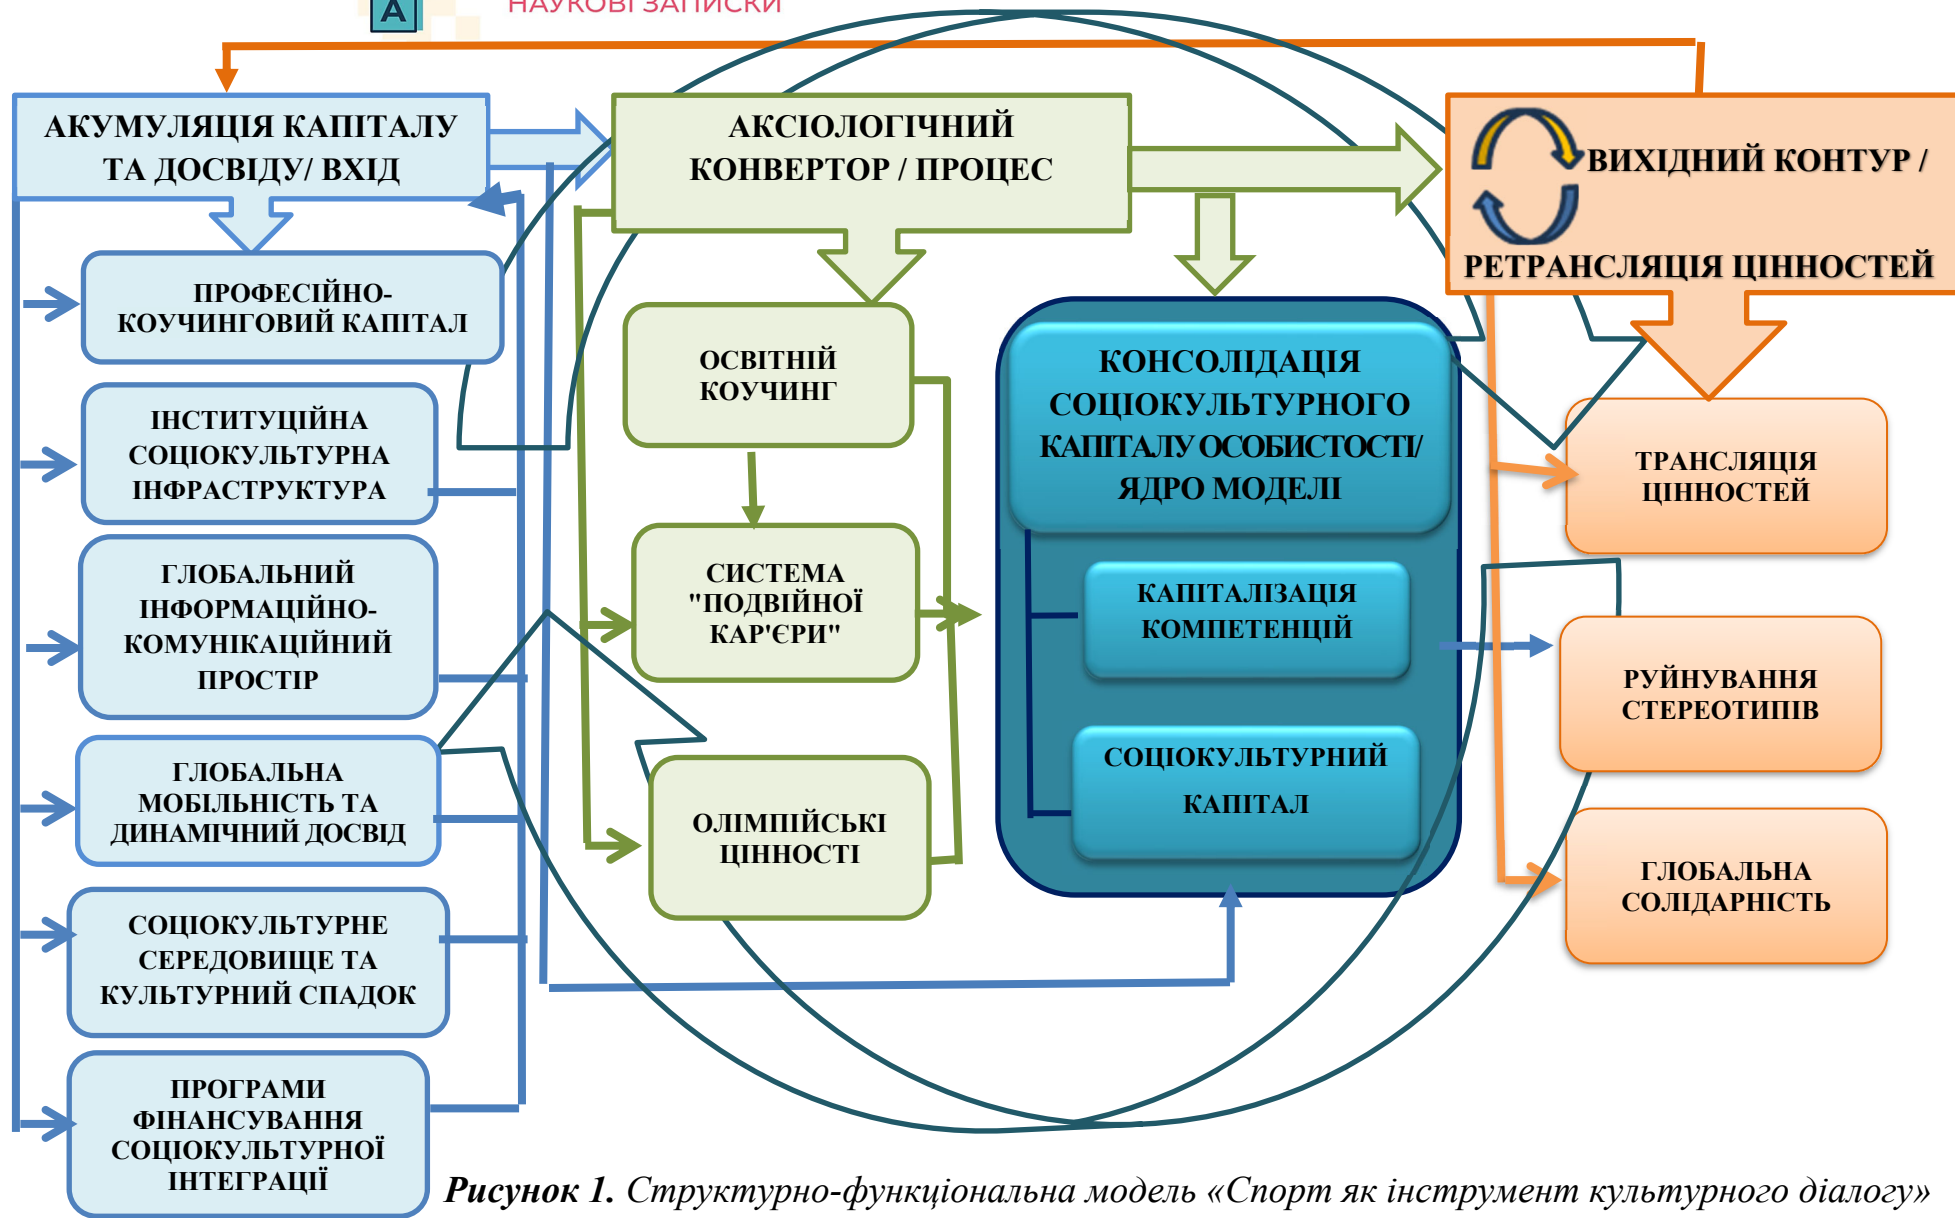 НАУКОВІ ЗАПИСКИ
А
АКУМУЛЯЦІЯ КАПІТАЛУ
ТА ДОСВІДУ/ ВХІД
ПРОФЕСІЙНО-
КОУЧИНГОВИЙ КАПІТАЛ
ІНСТИТУЦІЙНА
СОЦІОКУЛЬТУРНА
ІНФРАСТРУКТУРА
ГЛОБАЛЬНИЙ
ІНФОРМАЦІЙНО-
КОМУНІКАЦІЙНИЙ
ПРОСТІР
ГЛОБАЛЬНА
МОБІЛЬНІСТЬ ТА
ДИНАМІЧНИЙ ДОСВІД
СОЦІОКУЛЬТУРНЕ
СЕРЕДОВИЩЕ ТА
КУЛЬТУРНИЙ СПАДОК
ПРОГРАМИ
ФІНАНСУВАННЯ
СОЦІОКУЛЬТУРНОЇ
ІНТЕГРАЦІЇ
АКСІОЛОГІЧНИЙ
КОНВЕРТОР / ПРОЦЕС
ОСВІТНІЙ
КОУЧИНГ
СИСТЕМА
"ПОДВІЙНОЇ
КАР'ЄРИ"
ОЛІМПІЙСЬКІ
ЦІННОСТІ
КОНСОЛІДАЦІЯ
СОЦІОКУЛЬТУРНОГО
КАПІТАЛУ ОСОБИСТОСТІ/
ЯДРО МОДЕЛІ
КАПІТАЛІЗАЦІЯ
КОМПЕТЕНЦІЙ
СОЦІОКУЛЬТУРНИЙ
КАПІТАЛ
ВИХІДНИЙ КОНТУР /
РЕТРАНСЛЯЦІЯ ЦІННОСТЕЙ
ТРАНСЛЯЦІЯ
ЦІННОСТЕЙ
РУЙНУВАННЯ
СТЕРЕОТИПІВ
ГЛОБАЛЬНА
СОЛІДАРНІСТЬ
Рисунок 1. Структурно-функціональна модель «Спорт як інструмент культурного діалогу»